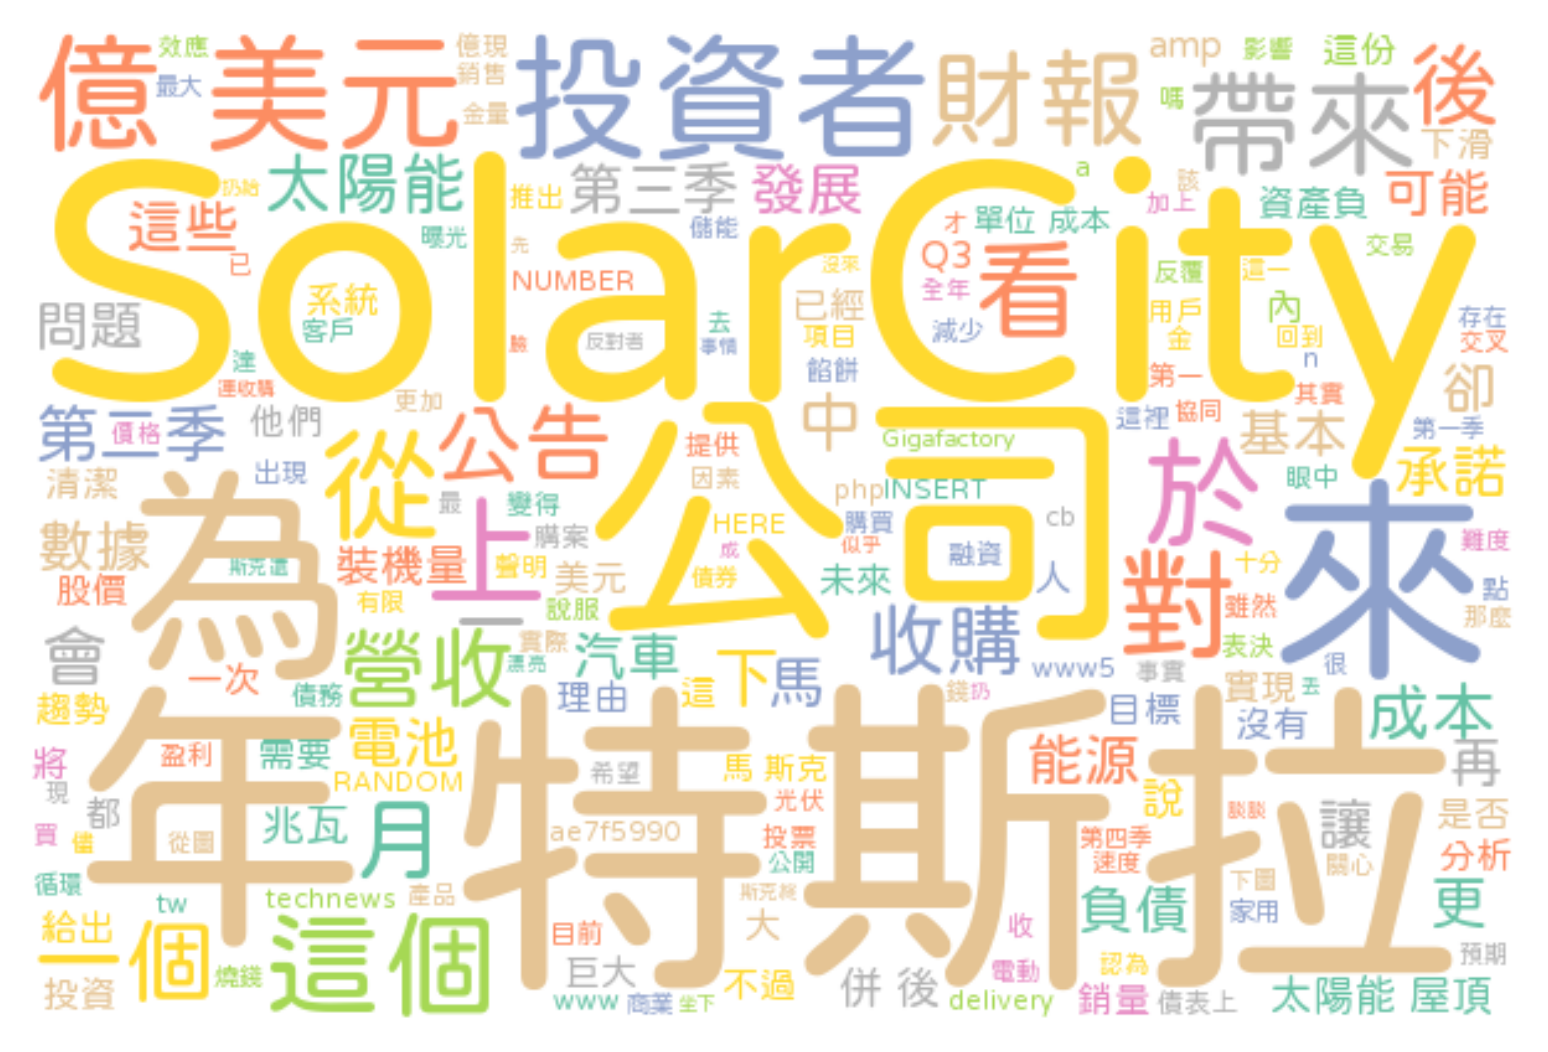 億 美元 投資者 財報 帶來 後
效應 億現 amp 影響 這份
最大 銷售 嗎
金量 下滑
SolarCity
太陽能 第三季 發展 可能
扔給 推出 a 該 加上 資產負
這些 曝光 儲能 才 單位 成本
已 先 沒來 Q3 看 反覆 這一 交易
NUMBER 全年
問題 系統 已經 用戶 內 存在
客戶 去 項目 減少 金 回到 交叉
臉 反對者 事情 n
達 餡餅 第一 卻
連收購 更加 其實
第二季 價格 他們 公告 中 這裡 協同 基本 第一季
公司
從 提供 Gigafactory 於 承諾
清潔 出現 因素 眼中
為 最 變得 php INSERT 來
數據 購案 HERE 購買 cb 難度
斯克還 裝機量 上 聲明 成 似乎 融資 對 十分
股價 美元 債券 未來 人 點
有限 說服 雖然 那麼
會 營收 一 實際 汽車 收購 表決
漂亮 下 馬 www5 事實 很
一次 債務 理由 這 錢 扔 目標 實現 去
趨勢 沒有 成本
年 特斯拉
將 盈利 需要 電池 希望 馬 斯克 能源 再
現 RANDOM 光伏 說
買 都 兆瓦 月 ae7f5990 投票 談談 讓 是否
儘 從圖 公開 第四季 關心 分析
循環 速度 下圖
tw technews 產品 斯克總 負債 家用 更
給出 個 這個 目前 大 收
一 燒錢 巨大 不過 併 後 電動 認為 預期
投資 www 商業 坐下 delivery 銷量 債表上 太陽能 屋頂